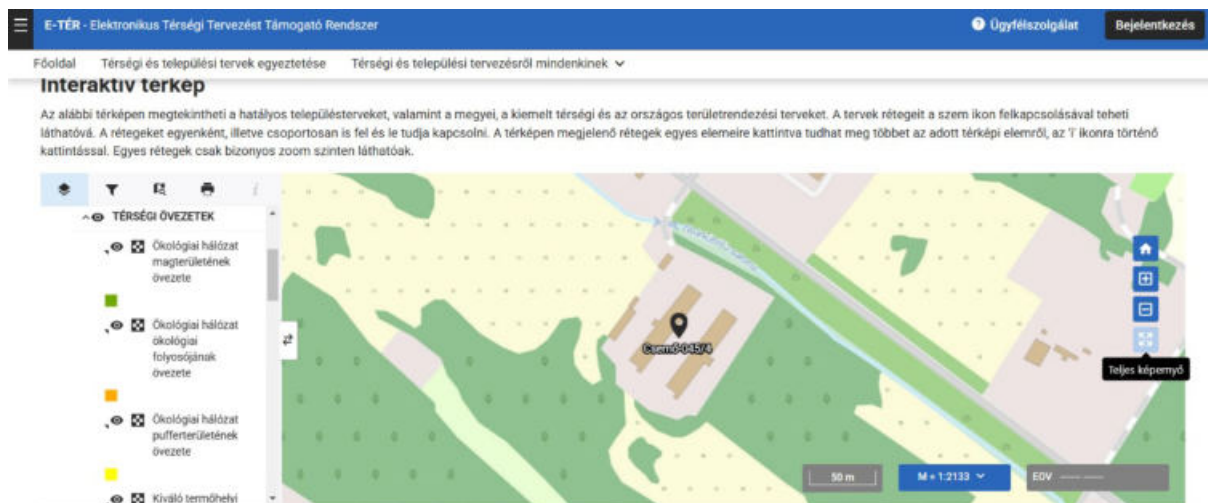 E-TÉR - Elektronikus Térségi Tervezést Támogató Rendszer
Ügyfélszolgálat
Bejelentkezés
Főoldal Térségi és települési tervek egyeztetése Térségi és települési tervezésről mindenkinek
Interaktív térkép
Az alábbi térképen megtekintheti a hatályos településterveket, valamint a megyei, a kiemelt térségi és az országos területrendezési terveket. A tervek rétegeit a szem ikon felkapcsolásával teheti
láthatóvá. A rétegeket egyenként, illetve csoportosan is fel és le tudja kapcsolni. A térképen megjelenő rétegek egyes elemeire kattintva tudhat meg többet az adott térképi elemről, az 'i' ikonra történő
kattintással. Egyes rétegek csak bizonyos zoom szinten láthatóak.
TÉRSÉGI ÖVEZETEK
Ökológiai hálózat
magterületének
övezete
Ökológiai hálózat
ökológiai
folyosójának
övezete
Ökológiai hálózat
pufferterületének
övezete
Kiváló termőhelyi
Csemő-0457/4
Teljes képernyő
50 m
M = 1:2133
EOV